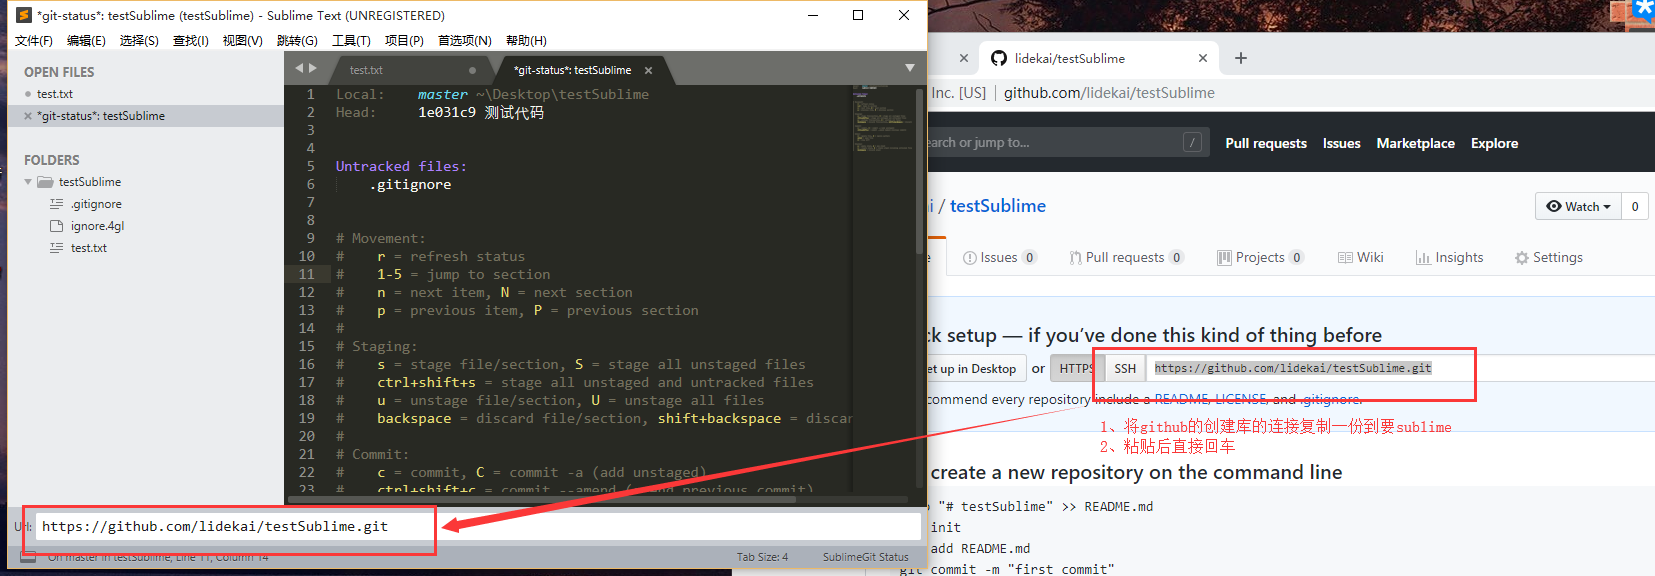 *git-status*: testSublime (testSublime) - Sublime Text (UNREGISTERED)
文件(F) 编辑(E) 选择(S) 查找(I) 视图(V) 跳转(G) 工具(T) 项目(P) 首选项(N) 帮助(H)
OPEN FILES
test.txt
*git-status*: testSublime
FOLDERS
testSublime
.gitignore
ignore.4gl
test.txt
test.txt
*git-status*: testSublime
1 Local: master ~\Desktop\testSublime
2 Head: 1e031c9 测试代码
3
4
5 Untracked files:
6 .gitignore
7
8
9 # Movement:
10 # r = refresh status
11 # 1-5 = jump to section
12 # n = next item, N = next section
13 # p = previous item, P = previous section
14 #
15 # Staging:
16 # s = stage file/section, S = stage all unstaged files
17 # ctrl+shift+s = stage all unstaged and untracked files
18 # u = unstage file/section, U = unstage all files
19 # backspace = discard file/section, shift+backspace = discar
20 #
21 # Commit:
22 # c = commit, C = commit -a (add unstaged)
23 # ctrl+shift+c = commit --amend (amend previous commit)
Url: https://github.com/lidekai/testSublime.git
On master in testSublime, Line 11, Column 14
Tab Size: 4 SublimeGit Status
lidekai/testSublime
Inc. [US] | github.com/lidekai/testSublime
earch or jump to... /
Pull requests Issues Marketplace Explore
ai / testSublime
Watch 0
Issues 0 Pull requests 0 Projects 0 Wiki Insights Settings
ck setup — if you’ve done this kind of thing before
et up in Desktop or HTTPS SSH https://github.com/lidekai/testSublime.git
commend every repository include a README, LICENSE, and .gitignore.
1、将github的创建库的连接复制一份到要sublime
2、粘贴后直接回车
create a new repository on the command line
"# testSublime" >> README.md
init
add README.md
git commit -m "first commit"